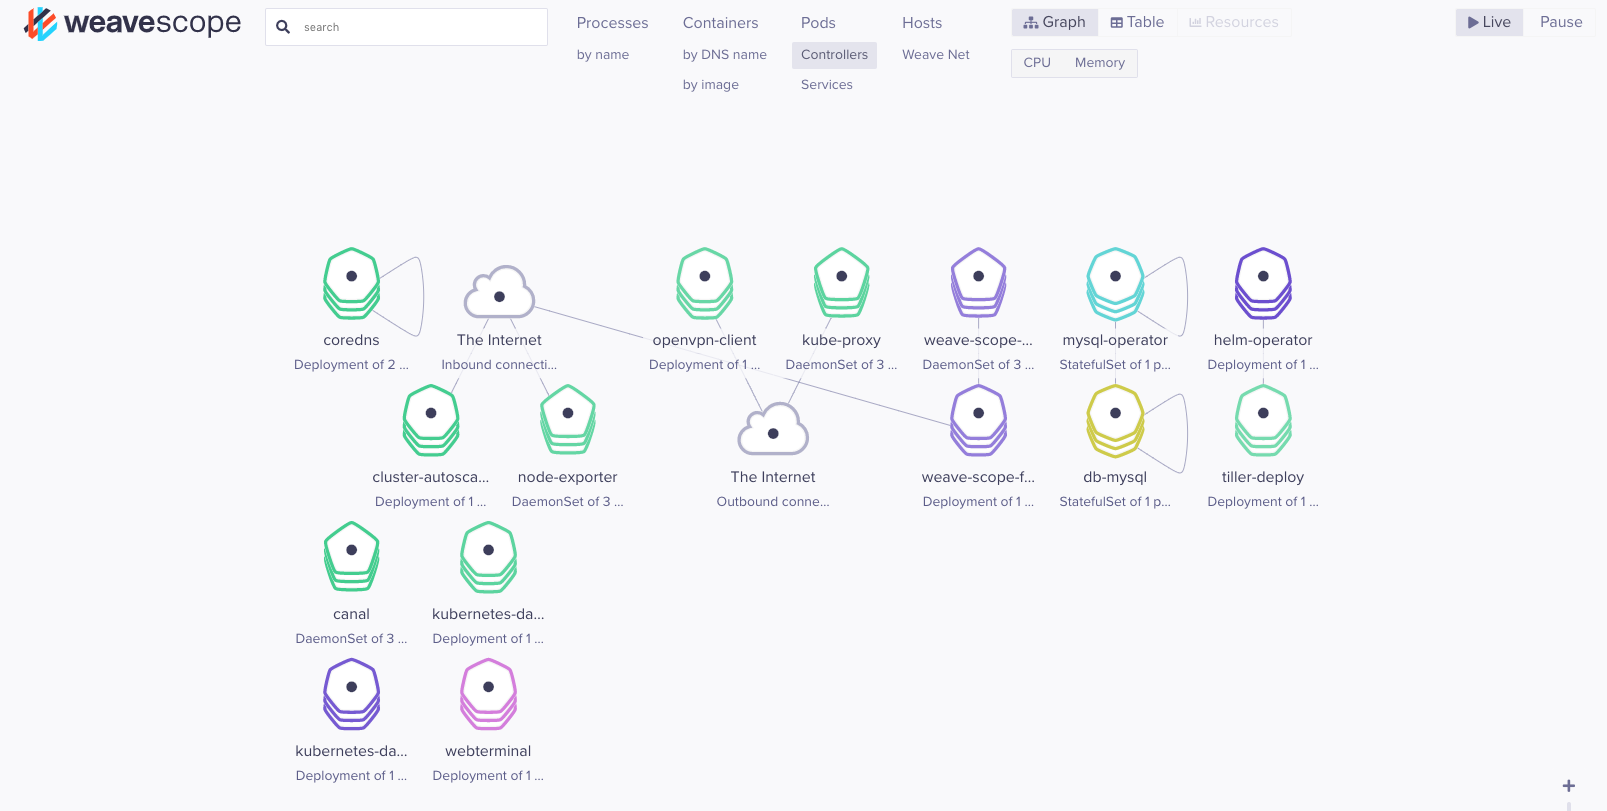 weavescope
search
Processes
Containers
Pods
Hosts
Graph
Table
Resources
Live
Pause
by name
by DNS name
Controllers
Weave Net
CPU
Memory
by image
Services
coredns
The Internet
openvpn-client
kube-proxy
weave-scope-...
mysql-operator
helm-operator
Deployment of 2 ...
Inbound connecti...
Deployment of 1 ...
DaemonSet of 3 ...
DaemonSet of 3 ...
StatefulSet of 1 p...
Deployment of 1 ...
cluster-autosca...
node-exporter
The Internet
weave-scope-f...
db-mysql
tiller-deploy
Deployment of 1 ...
DaemonSet of 3 ...
Outbound conne...
Deployment of 1 ...
StatefulSet of 1 p...
Deployment of 1 ...
canal
kubernetes-da...
DaemonSet of 3 ...
Deployment of 1 ...
kubernetes-da...
webterminal
Deployment of 1 ...
Deployment of 1 ...